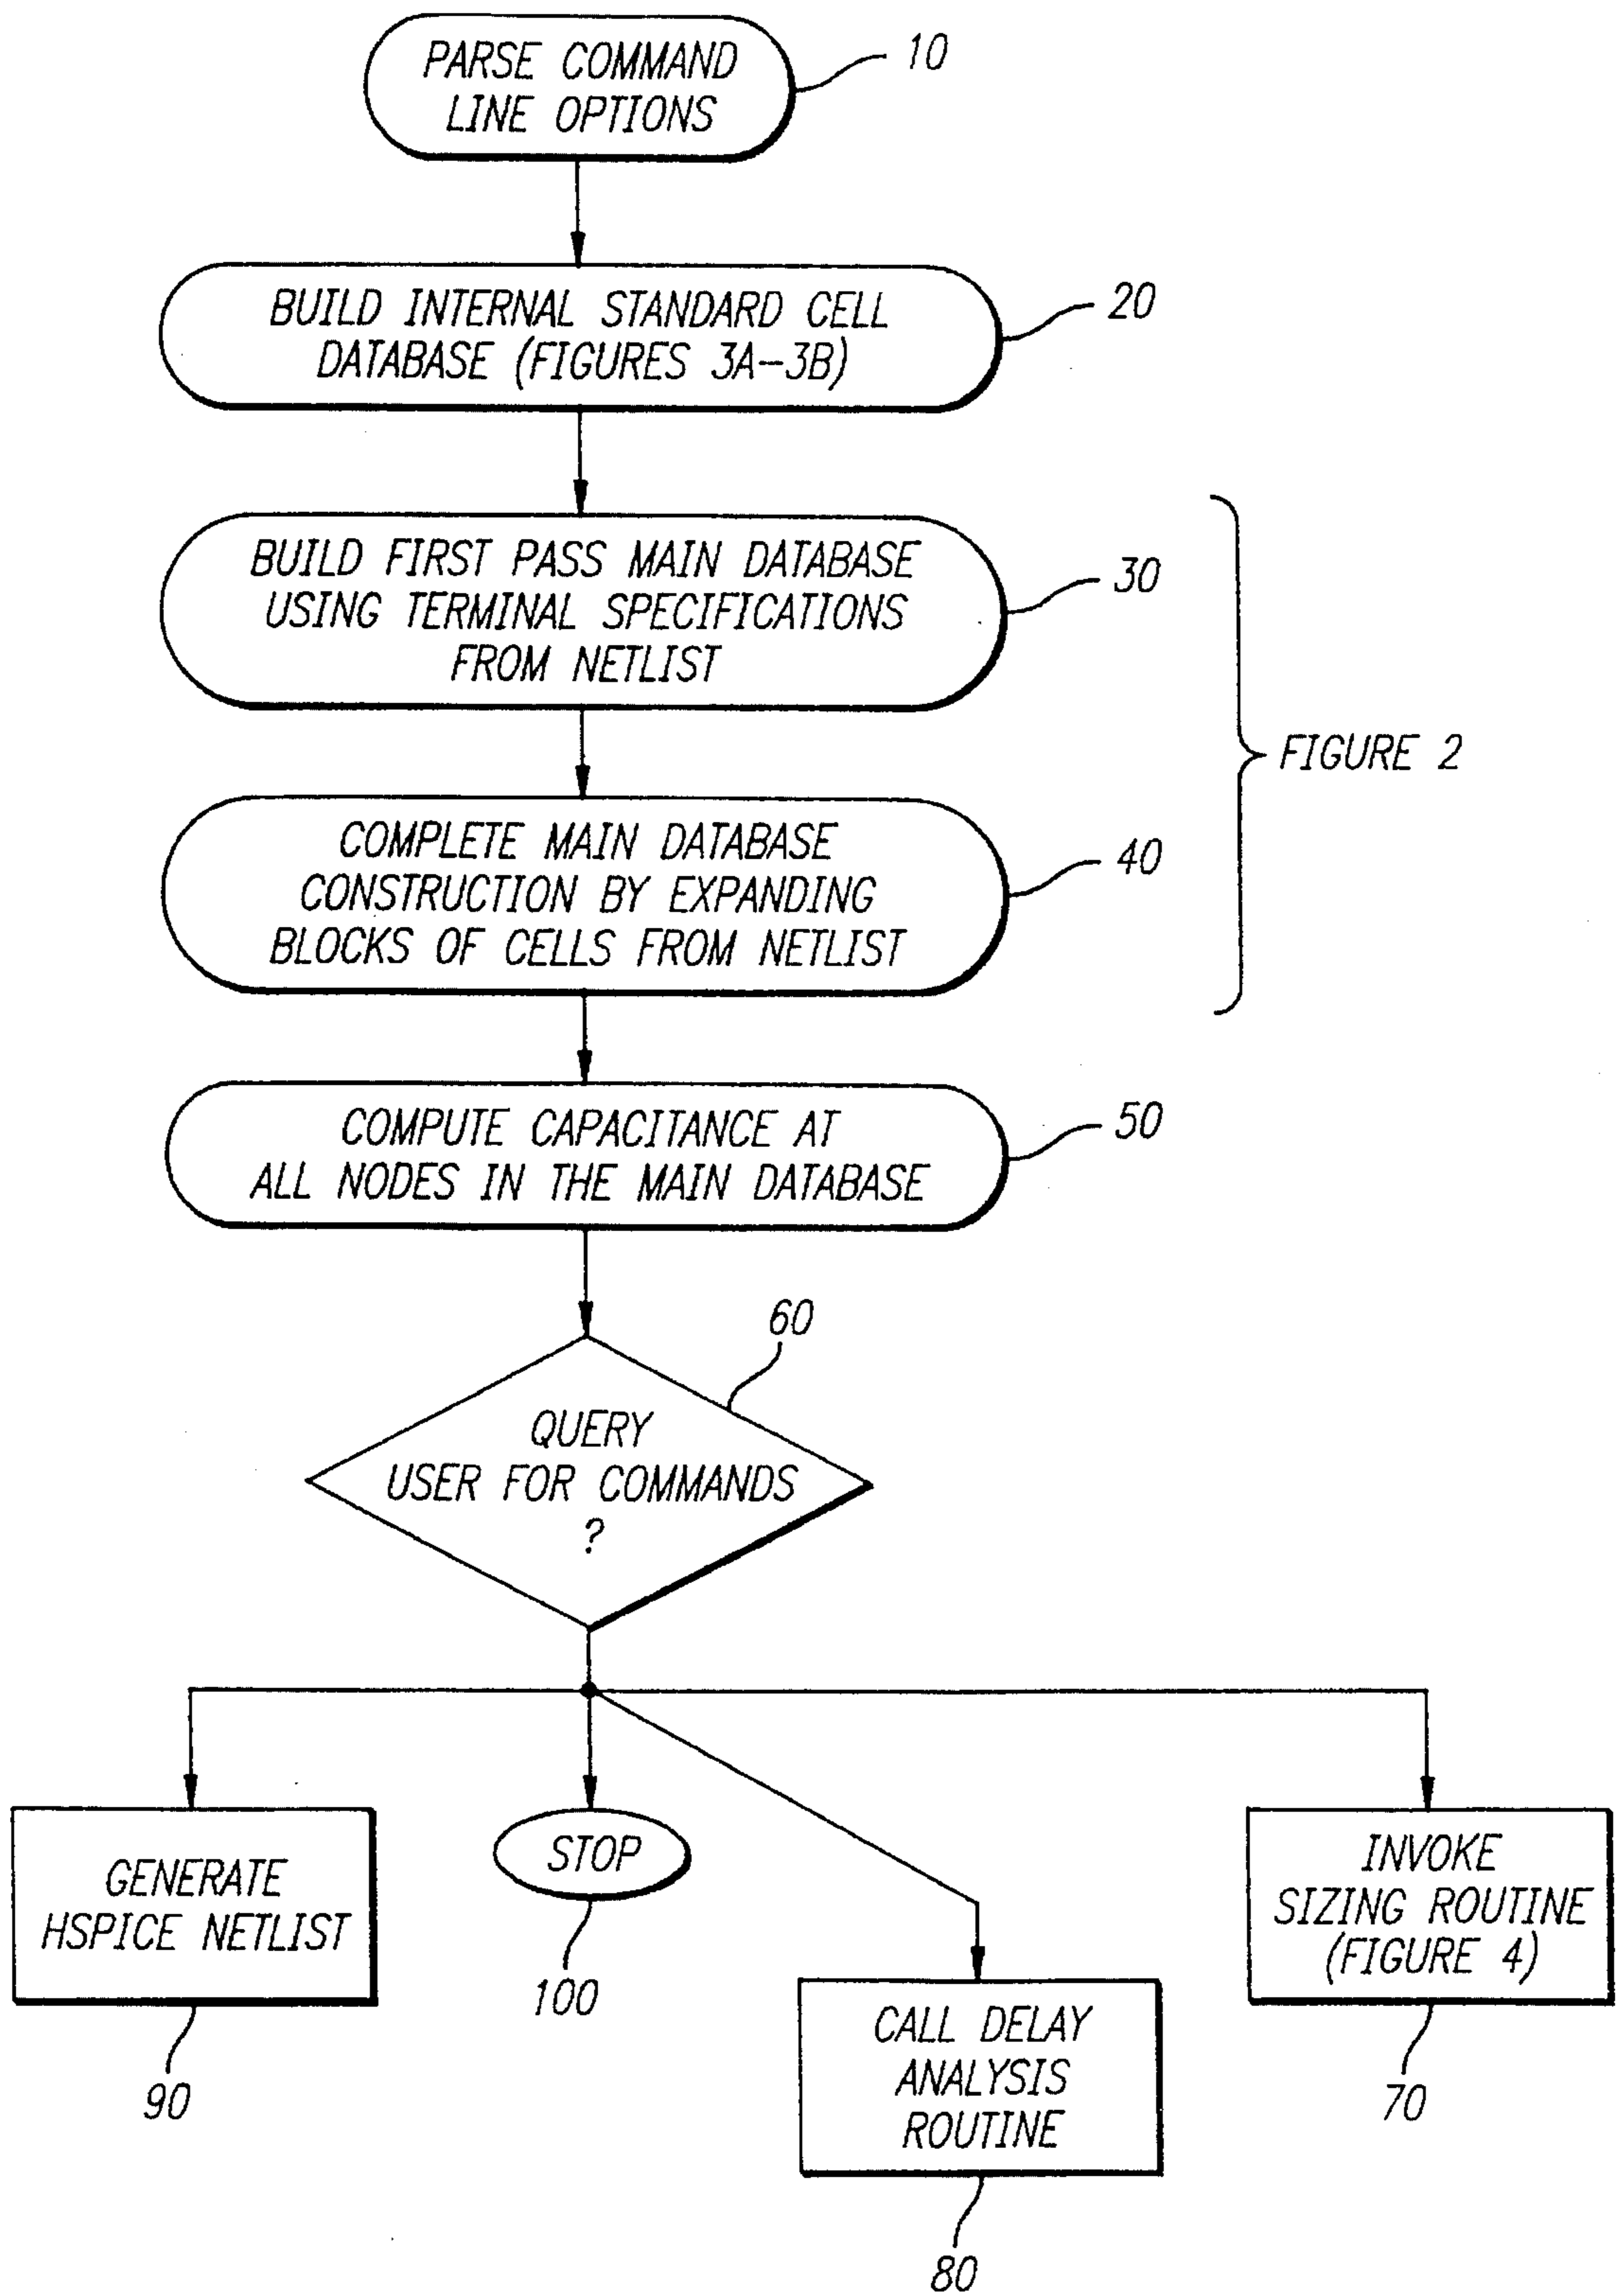 PARSE COMMAND
LINE OPTIONS
10
BUILD INTERNAL STANDARD CELL
DATABASE (FIGURES 3A-3B)
20
BUILD FIRST PASS MAIN DATABASE
USING TERMINAL SPECIFICATIONS
FROM NETLIST
30
COMPLETE MAIN DATABASE
CONSTRUCTION BY EXPANDING
BLOCKS OF CELLS FROM NETLIST
40
FIGURE 2
COMPUTE CAPACITANCE AT
ALL NODES IN THE MAIN DATABASE
50
QUERY
USER FOR COMMANDS
?
60
GENERATE
HSPICE NETLIST
90
STOP
100
CALL DELAY
ANALYSIS
ROUTINE
80
INVOKE
SIZING ROUTINE
(FIGURE 4)
70